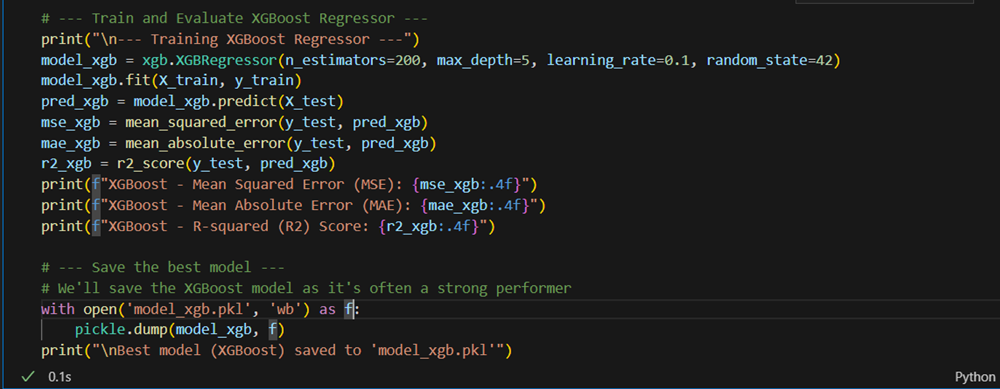 # --- Train and Evaluate XGBoost Regressor ---
print("\n--- Training XGBoost Regressor ---")
model_xgb = xgb.XGBRegressor(n_estimators=200, max_depth=5, learning_rate=0.1, random_state=42)
model_xgb.fit(X_train, y_train)
pred_xgb = model_xgb.predict(X_test)
mse_xgb = mean_squared_error(y_test, pred_xgb)
mae_xgb = mean_absolute_error(y_test, pred_xgb)
r2_xgb = r2_score(y_test, pred_xgb)
print(f"XGBoost - Mean Squared Error (MSE): {mse_xgb:.4f}")
print(f"XGBoost - Mean Absolute Error (MAE): {mae_xgb:.4f}")
print(f"XGBoost - R-squared (R2) Score: {r2_xgb:.4f}")

# --- Save the best model ---
# We'll save the XGBoost model as it's often a strong performer
with open('model_xgb.pkl', 'wb') as f:
    pickle.dump(model_xgb, f)
print("\nBest model (XGBoost) saved to 'model_xgb.pkl'")
✓ 0.1s
Python